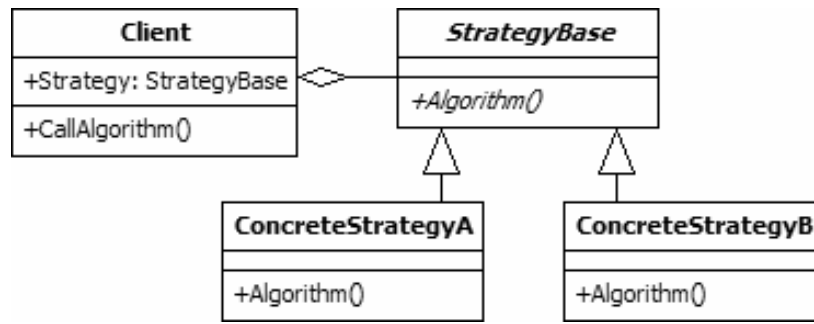 Client
+Strategy: StrategyBase
+CallAlgorithm()
StrategyBase
+Algorithm()
ConcreteStrategyA
+Algorithm()
ConcreteStrategyB
+Algorithm()